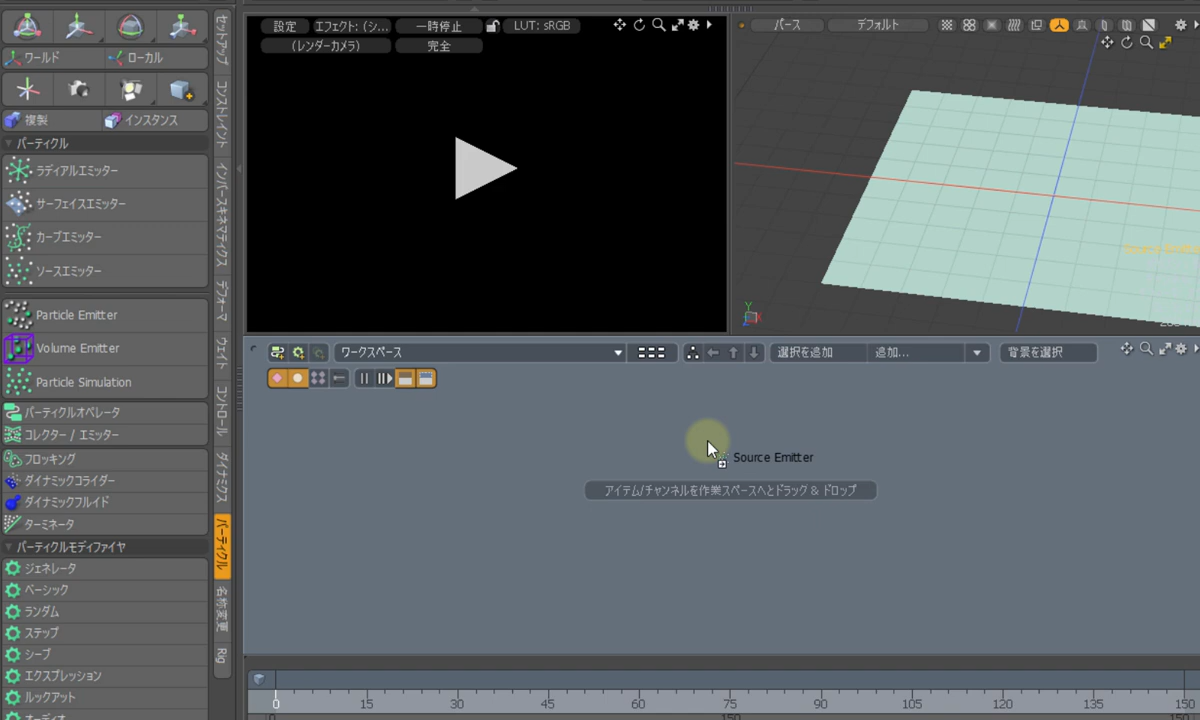 ワールド
ローカル
複製
インスタンス
パーティクル
ラディアルエミッター
サーフェイスエミッター
カーブエミッター
ソースエミッター
Particle Emitter
Volume Emitter
Particle Simulation
パーティクルオペレータ
コレクター / エミッター
フロッキング
ダイナミックコライダー
ダイナミックフルイド
ターミネータ
パーティクルモディファイヤ
ジェネレータ
ベーシック
ランダム
ステップ
シーブ
エクスプレッション
ルックアット
オーディオ
セットアップ
コンストレイント
インバースキネマティクス
デフォーマ
ウェイト
コントロール
ダイナミクス
パーティクル
名称変更
Rig
設定
エフェクト: (シ...
一時停止
LUT: sRGB
(レンダーカメラ)
完全
パース
デフォルト
Y
X
ワークスペース
選択を追加
追加...
背景を選択
Source Emitter
アイテム/チャンネルを作業スペースへとドラッグ & ドロップ
0
15
30
45
60
75
90
105
120
135
150
0
150